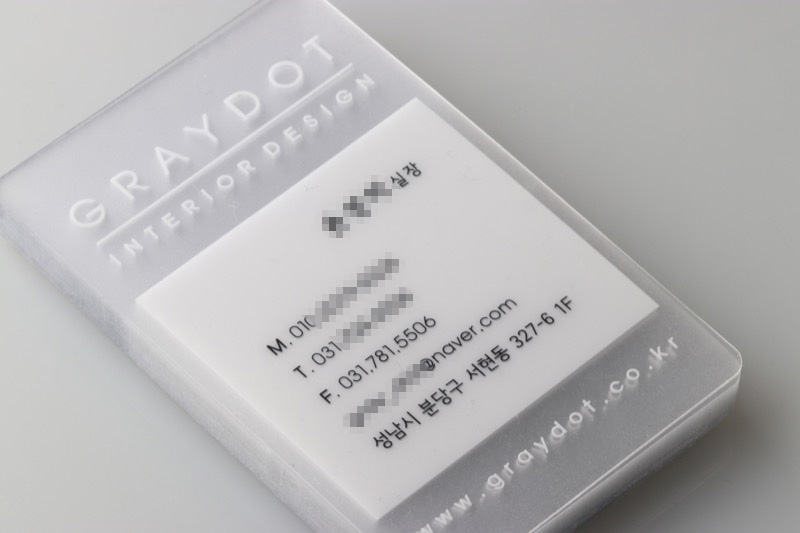 GRAYDOT
INTERIOR DESIGN
실장
M. 010
T. 031
F. 031.781.5506
@naver.com
성남시 분당구 서현동 327-6 1F
www.graydot.co.kr